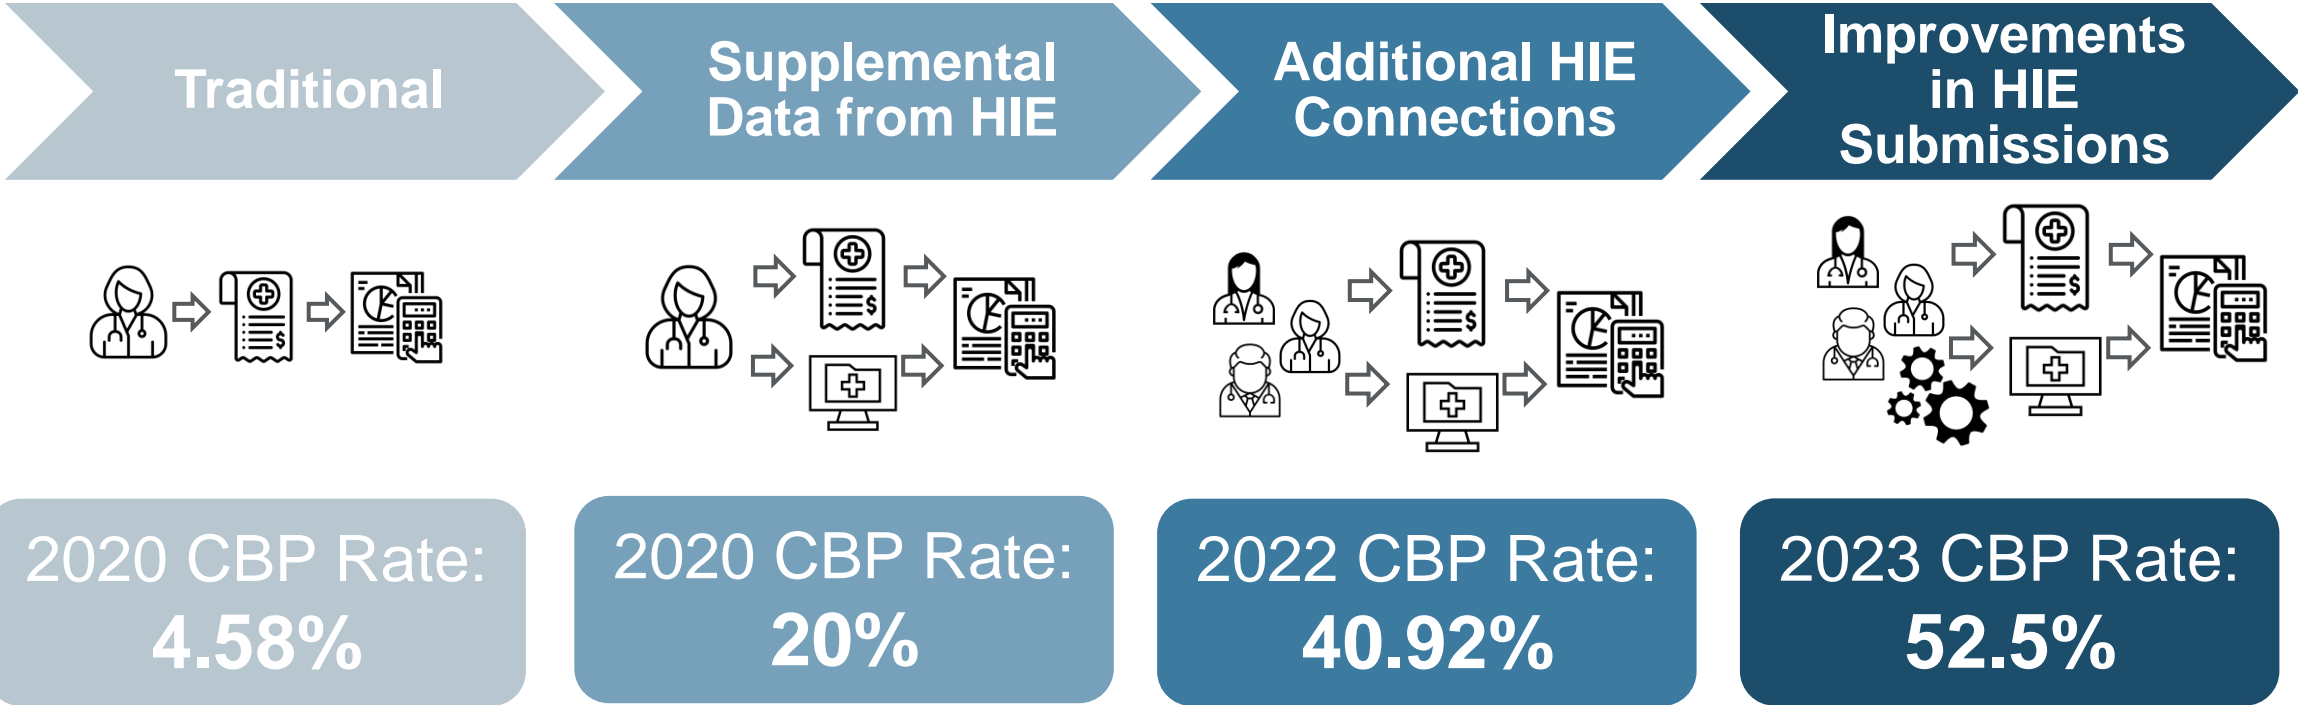 Traditional
Supplemental
Data from HIE
Additional HIE
Connections
Improvements
in HIE
Submissions
$
$
$
$
2020 CBP Rate:
4.58%
2020 CBP Rate:
20%
2022 CBP Rate:
40.92%
2023 CBP Rate:
52.5%